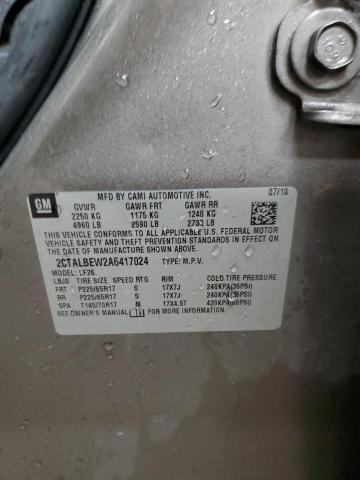 GM
MFD BY CAMI AUTOMOTIVE INC. 07/10
GVWR GAWR FRT GAWR RR
2250 KG 1175 KG 1240 KG
4960 LB 2590 LB 2733 LB
THIS VEHICLE CONFORMS TO ALL APPLICABLE U.S. FEDERAL MOTOR
VEHICLE SAFETY AND THEFT PREVENTION STANDARDS IN
EFFECT ON THE DATE OF MANUFACTURE SHOWN ABOVE.
2CTALBEW2A6417024 TYPE: M.P.V.
MODEL: LF26
LBJS TIRE SIZE SPEED RTG RIM COLD TIRE PRESSURE
FRT P225/65R17 S 17X7J 240KPA(35PSI)
RR P225/65R17 S 17X7J 240KPA(35PSI)
SPA T145/70R17 M 17X4.5T 420KPA(60PSI)
SEE OWNER'S MANUAL FOR ADDITIONAL INFORMATION.